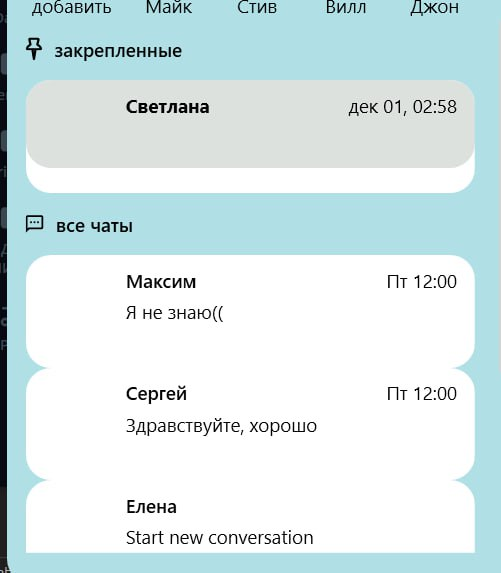 добавить Майк Стив Вилл Джон
закрепленные
Светлана дек 01, 02:58
все чаты
Максим Пт 12:00
Я не знаю((
Сергей Пт 12:00
Здравствуйте, хорошо
Елена
Start new conversation